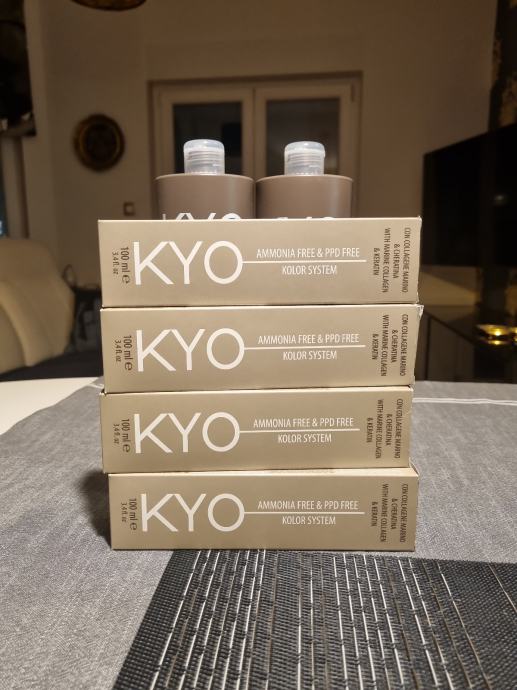 KYO
100 ml e
3.4 fl. oz
KYO
AMMONIA FREE & PPD FREE
KOLOR SYSTEM
CON COLLAGENE MARINO
& CHERATINA
WITH MARINE COLLAGEN
& KERATIN
100 ml e
3.4 fl. oz
KYO
AMMONIA FREE & PPD FREE
KOLOR SYSTEM
CON COLLAGENE MARINO
& CHERATINA
WITH MARINE COLLAGEN
& KERATIN
100 ml e
3.4 fl. oz
KYO
AMMONIA FREE & PPD FREE
KOLOR SYSTEM
CON COLLAGENE MARINO
& CHERATINA
WITH MARINE COLLAGEN
& KERATIN
100 ml e
3.4 fl. oz
KYO
AMMONIA FREE & PPD FREE
KOLOR SYSTEM
CON COLLAGENE MARINO
& CHERATINA
WITH MARINE COLLAGEN
& KERATIN